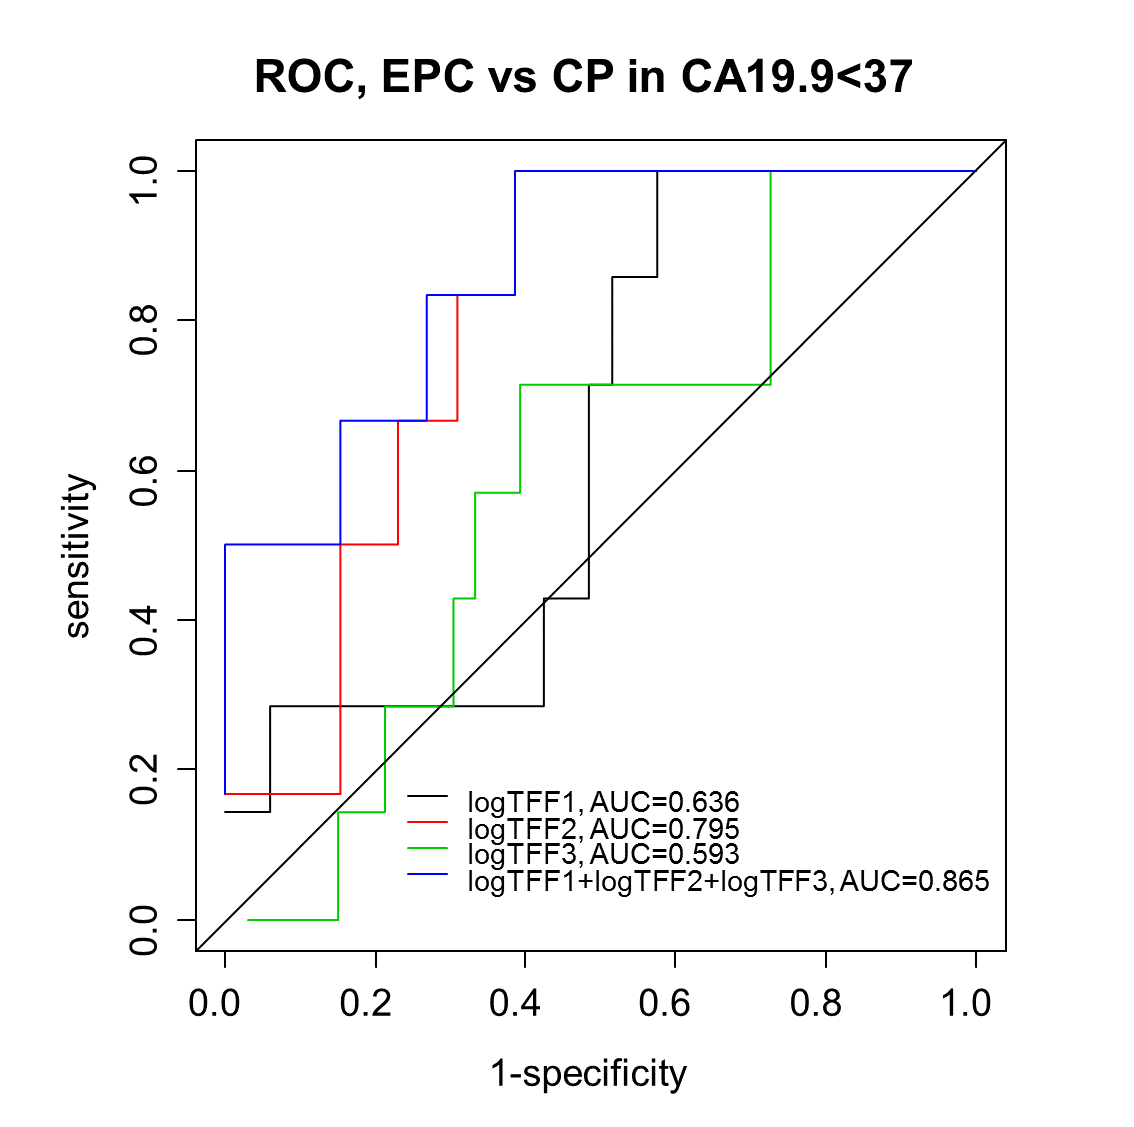 ROC, EPC vs CP in CA19.9<37
1.0
0.8
0.6
0.4
0.2
0.0
sensitivity
logTFF1, AUC=0.636
logTFF2, AUC=0.795
logTFF3, AUC=0.593
logTFF1+logTFF2+logTFF3, AUC=0.865
0.0 0.2 0.4 0.6 0.8 1.0
1-specificity